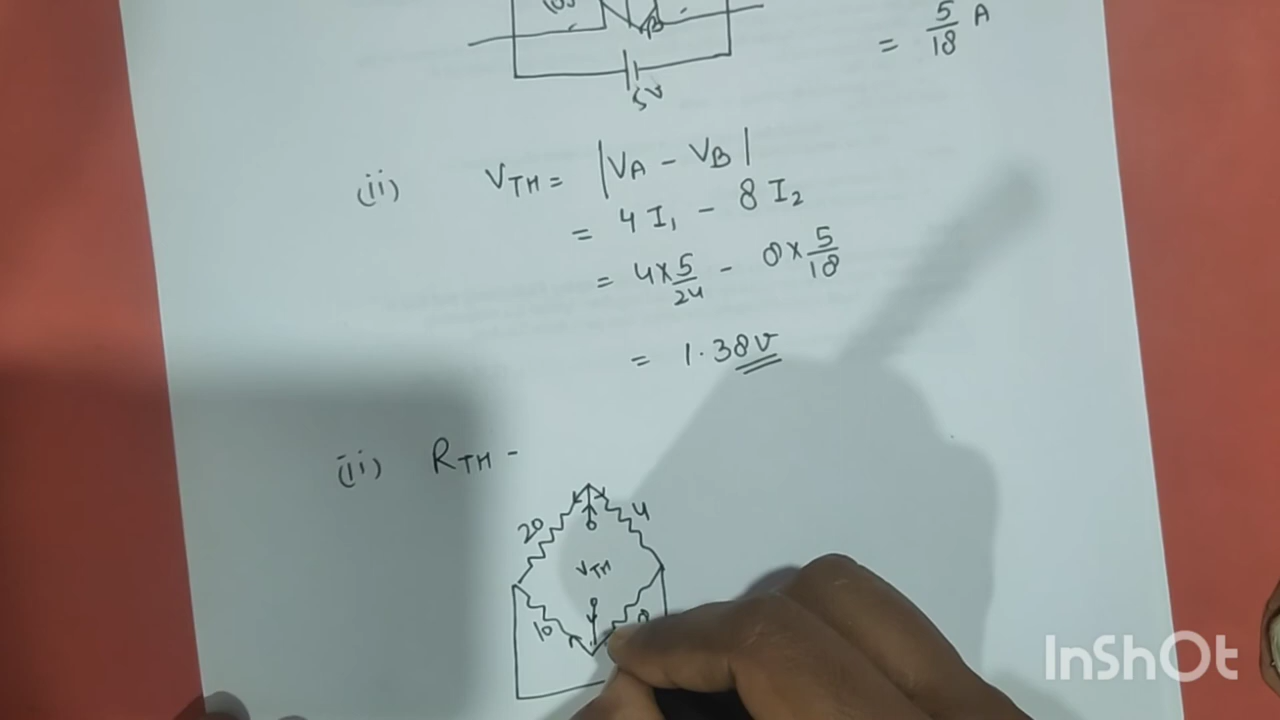 5/18 A
=
5V
(ii) VTH = |VA - VB|
= 4 I1 - 8 I2
= 4 × 5/24 - 8 × 5/18
= 1.38V
(ii) RTH -
20 4
VTH
10 8
InShOt